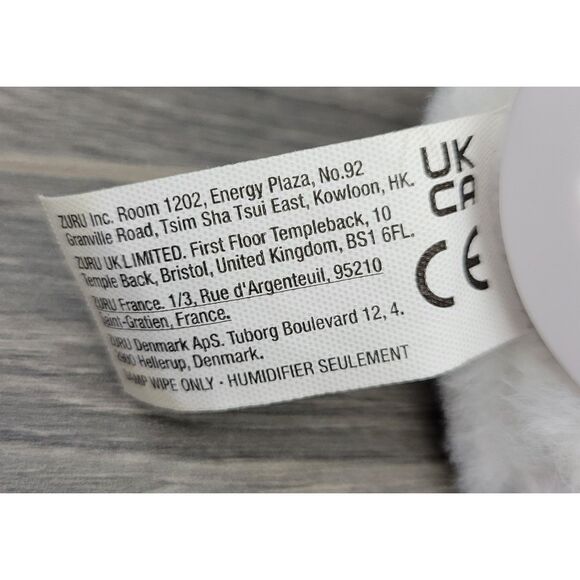 ZURU Inc. Room 1202, Energy Plaza, No.92
Granville Road, Tsim Sha Tsui East, Kowloon, HK.
ZURU UK LIMITED. First Floor Templeback, 10
Temple Back, Bristol, United Kingdom, BS1 6FL.
ZURU France. 1/3, Rue d'Argenteuil, 95210
Saint-Gratien, France.
ZURU Denmark ApS. Tuborg Boulevard 12, 4.
2900 Hellerup, Denmark.
DAMP WIPE ONLY · HUMIDIFIER SEULEMENT
UK
CA
CE